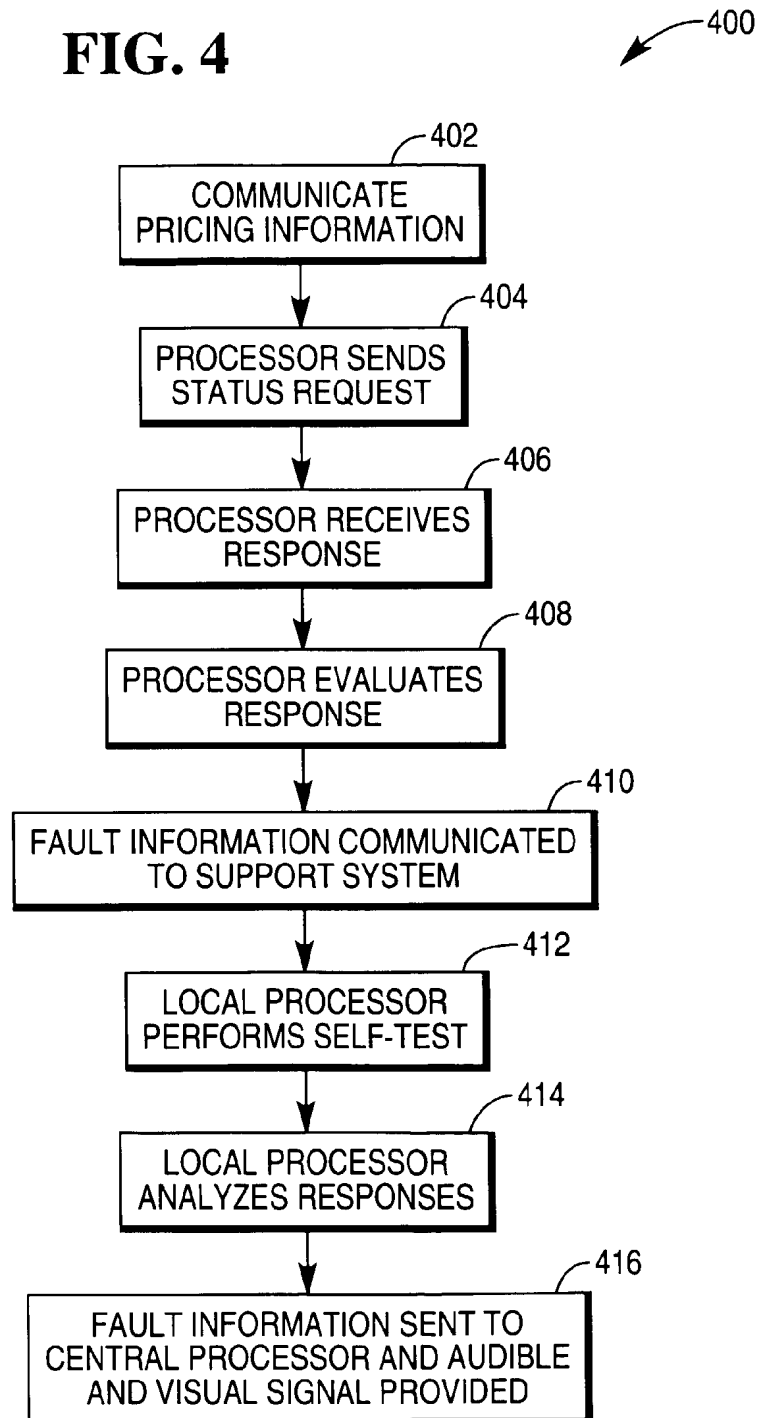 FIG. 4
400
402
COMMUNICATE
PRICING INFORMATION
404
PROCESSOR SENDS
STATUS REQUEST
406
PROCESSOR RECEIVES
RESPONSE
408
PROCESSOR EVALUATES
RESPONSE
410
FAULT INFORMATION COMMUNICATED
TO SUPPORT SYSTEM
412
LOCAL PROCESSOR
PERFORMS SELF-TEST
414
LOCAL PROCESSOR
ANALYZES RESPONSES
416
FAULT INFORMATION SENT TO
CENTRAL PROCESSOR AND AUDIBLE
AND VISUAL SIGNAL PROVIDED